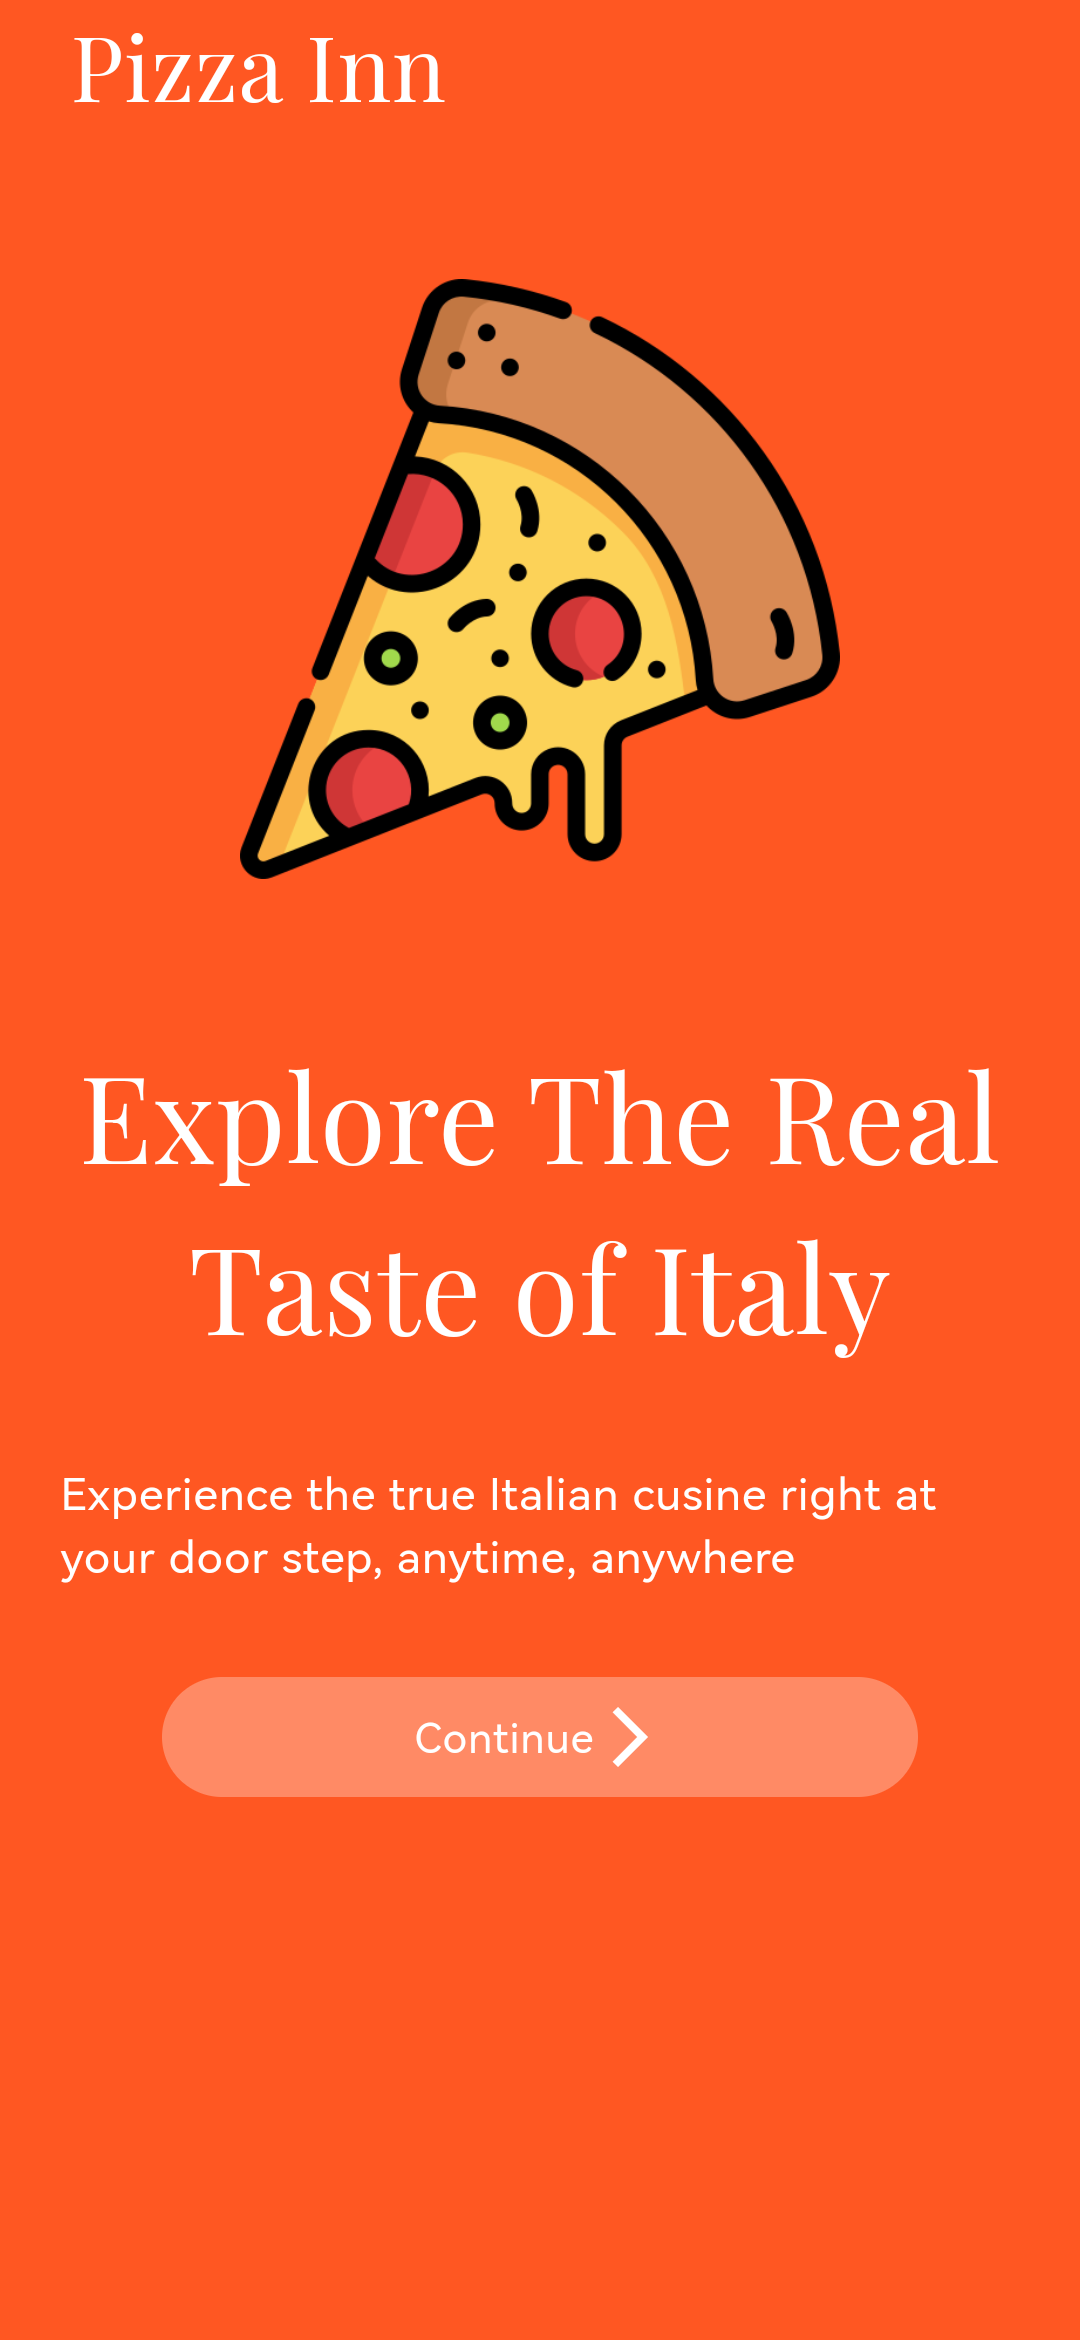 Pizza Inn
Explore The Real
Taste of Italy
Experience the true Italian cusine right at
your door step, anytime, anywhere
Continue